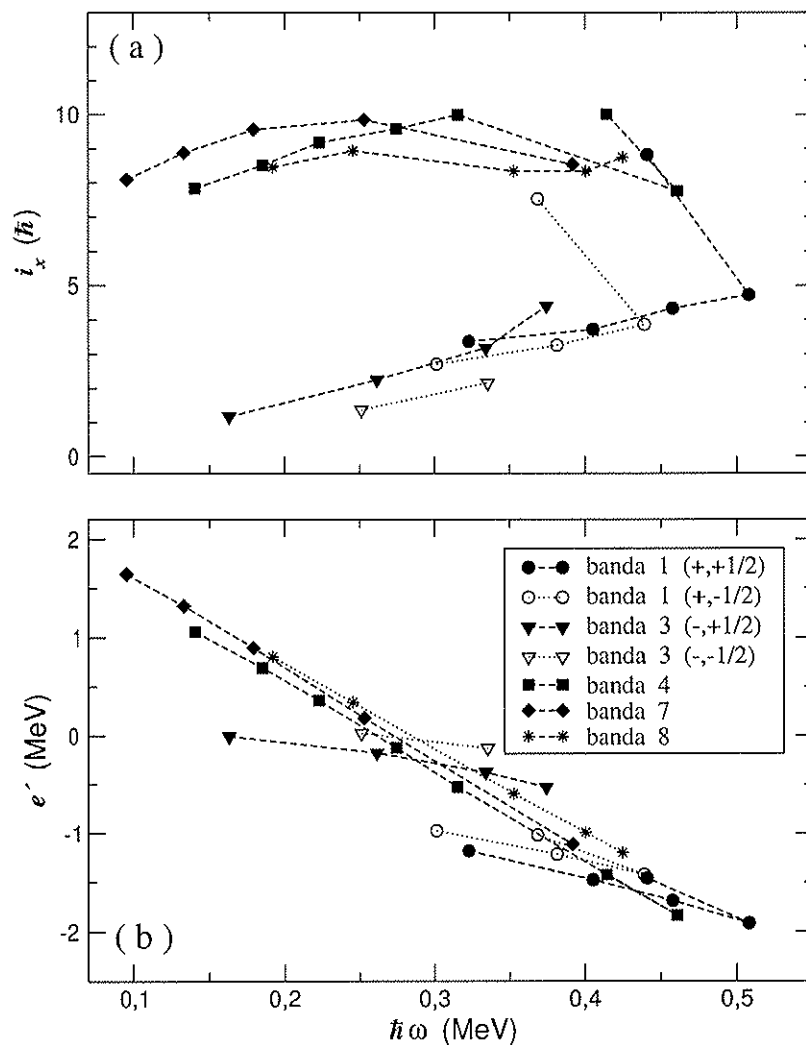 ( a )
10
5
0
i_x (ħ)
2
1
0
-1
-2
e´ (MeV)
banda 1 (+,+1/2)
banda 1 (+,-1/2)
banda 3 (-,+1/2)
banda 3 (-,-1/2)
banda 4
banda 7
banda 8
( b )
0,1 0,2 0,3 0,4 0,5
ħω (MeV)